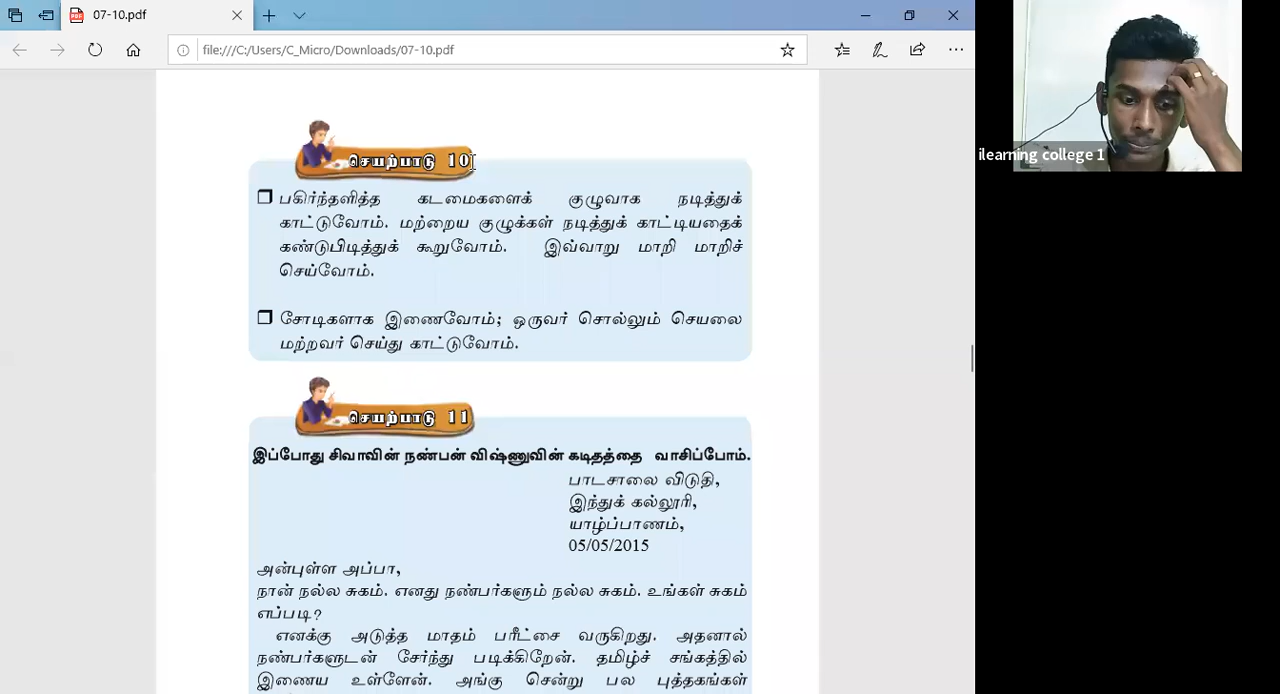 07-10.pdf
file:///C:/Users/C_Micro/Downloads/07-10.pdf
ilearning college 1
செயற்பாடு 10
பகிர்ந்தளித்த கடமைகளைக் குழுவாக நடித்துக்
காட்டுவோம். மற்றைய குழுக்கள் நடித்துக் காட்டியதைக்
கண்டுபிடித்துக் கூறுவோம். இவ்வாறு மாறி மாறிச்
செய்வோம்.
சோடிகளாக இணைவோம்; ஒருவர் சொல்லும் செயலை
மற்றவர் செய்து காட்டுவோம்.
செயற்பாடு 11
இப்போது சிவாவின் நண்பன் விஷ்ணுவின் கடிதத்தை வாசிப்போம்.
பாடசாலை விடுதி,
இந்துக் கல்லூரி,
யாழ்ப்பாணம்,
05/05/2015
அன்புள்ள அப்பா,
நான் நல்ல சுகம். எனது நண்பர்களும் நல்ல சுகம். உங்கள் சுகம்
எப்படி?
எனக்கு அடுத்த மாதம் பரீட்சை வருகிறது. அதனால்
நண்பர்களுடன் சேர்ந்து படிக்கிறேன். தமிழ்ச் சங்கத்தில்
இணைய உள்ளேன். அங்கு சென்று பல புத்தகங்கள்